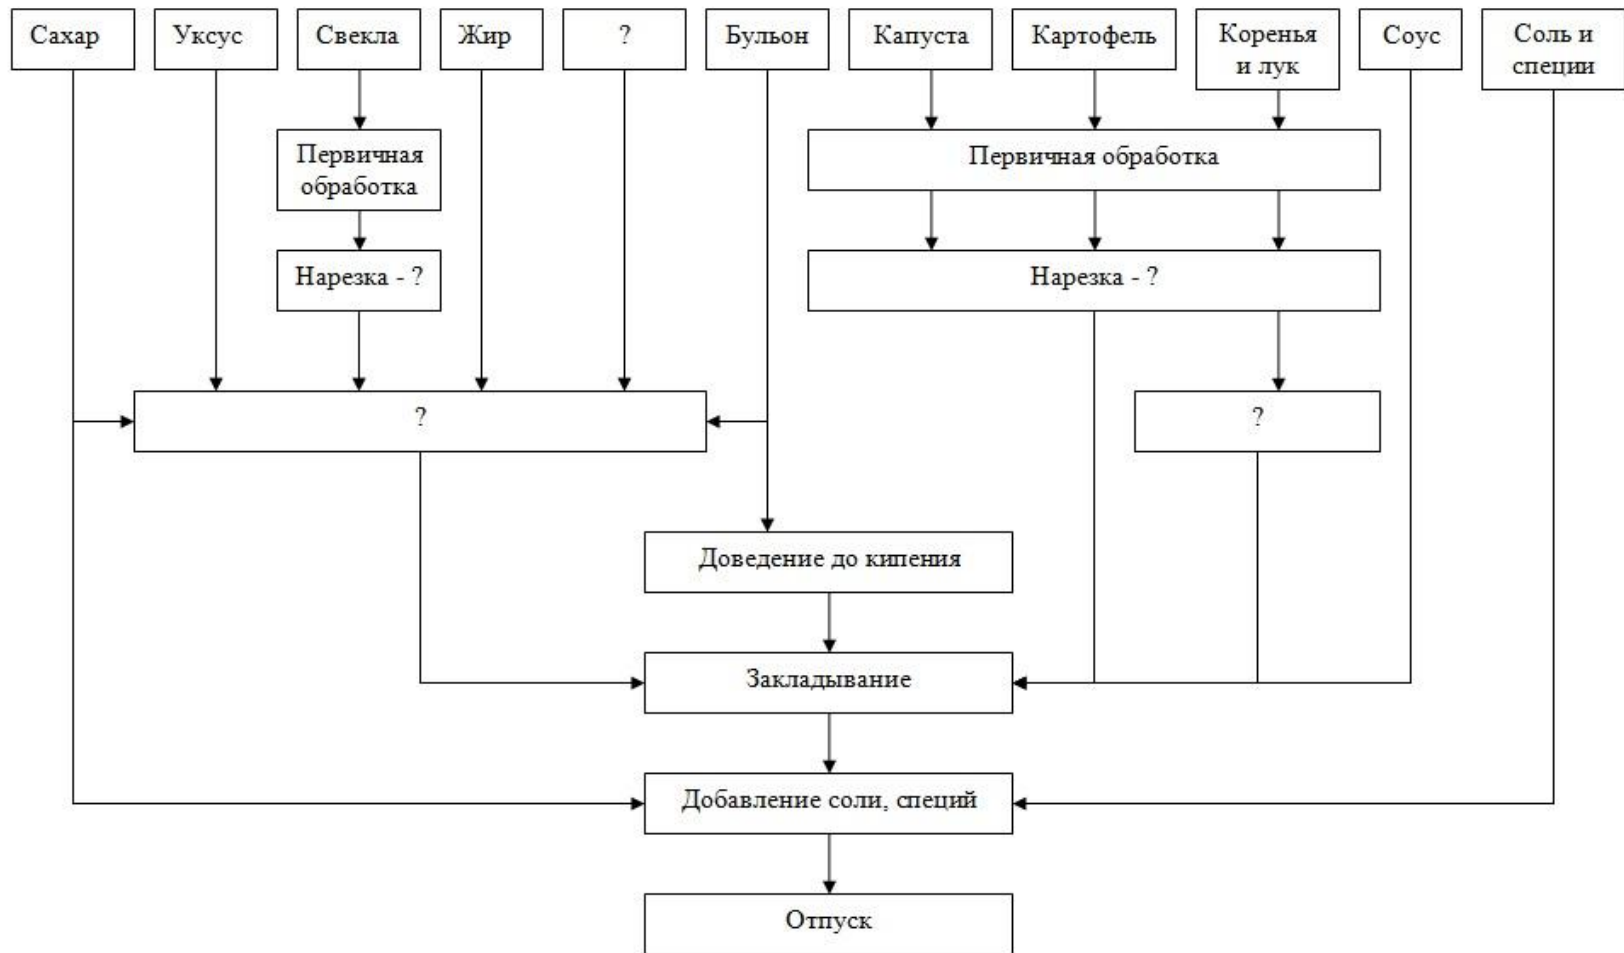 Сахар
Уксус
Свекла
Жир
?
Бульон
Капуста
Картофель
Коренья
и лук
Соус
Соль и
специи
Первичная
обработка
Первичная обработка
Нарезка - ?
Нарезка - ?
?
?
Доведение до кипения
Закладывание
Добавление соли, специй
Отпуск